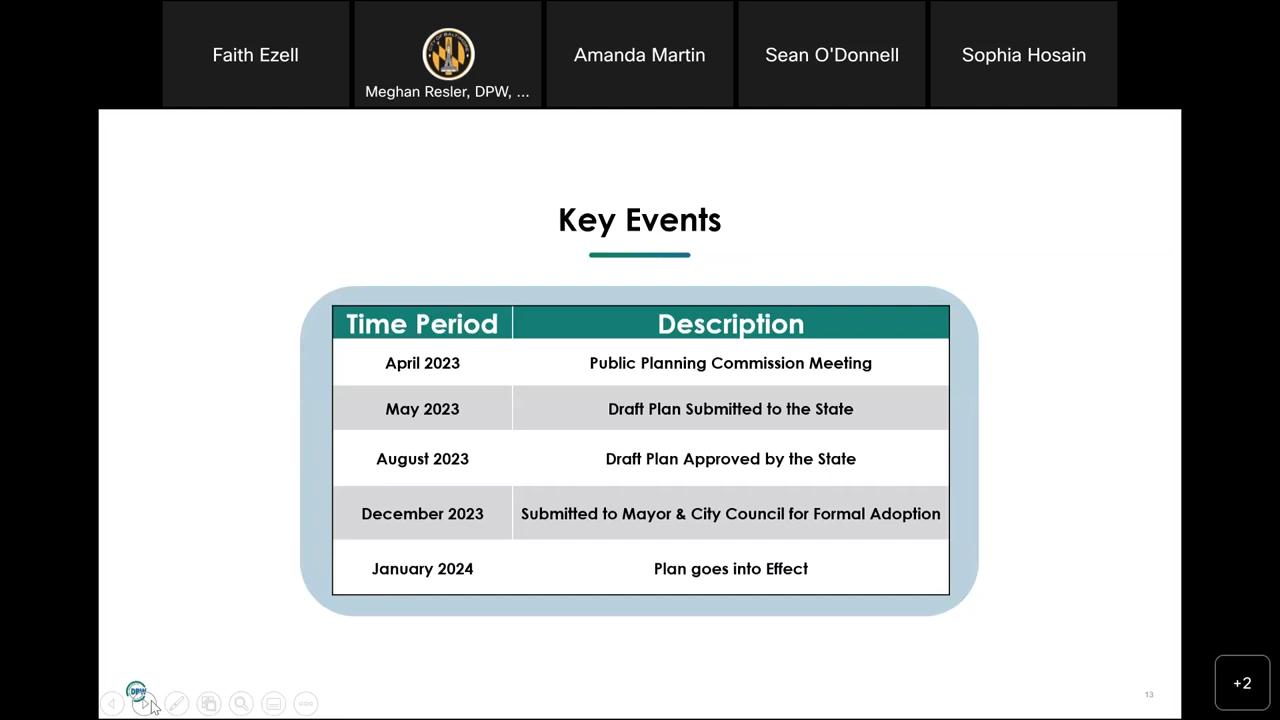 Faith Ezell
Meghan Resler, DPW, ...
Amanda Martin
Sean O'Donnell
Sophia Hosain
Key Events
Time Period Description
April 2023 Public Planning Commission Meeting
May 2023 Draft Plan Submitted to the State
August 2023 Draft Plan Approved by the State
December 2023 Submitted to Mayor & City Council for Formal Adoption
January 2024 Plan goes into Effect
DPW
13
+2